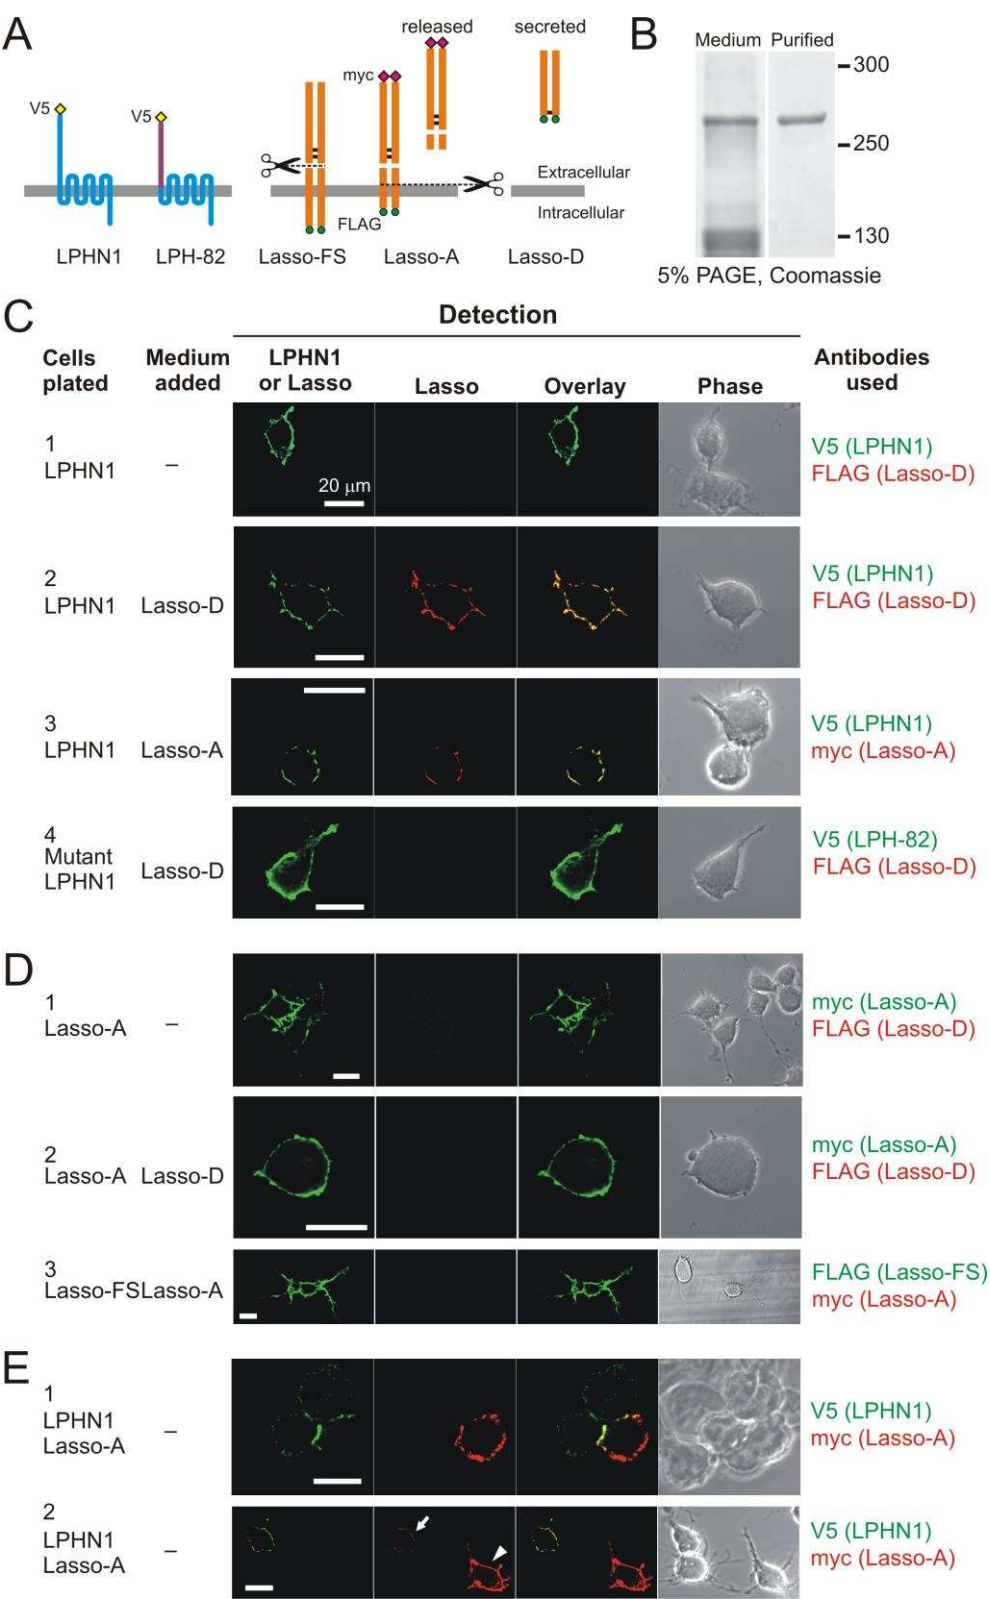 A
released
secreted
myc
V5
V5
Extracellular
Intracellular
FLAG
LPHN1
LPH-82
Lasso-FS
Lasso-A
Lasso-D
B
Medium Purified
300
250
130
5% PAGE, Coomassie
C
Detection
Cells plated
Medium added
LPHN1 or Lasso
Lasso
Overlay
Phase
Antibodies used
1
LPHN1
–
20 μm
V5 (LPHN1)
FLAG (Lasso-D)
2
LPHN1
Lasso-D
V5 (LPHN1)
FLAG (Lasso-D)
3
LPHN1
Lasso-A
V5 (LPHN1)
myc (Lasso-A)
4
Mutant
LPHN1
Lasso-D
V5 (LPH-82)
FLAG (Lasso-D)
D
1
Lasso-A
–
myc (Lasso-A)
FLAG (Lasso-D)
2
Lasso-A Lasso-D
myc (Lasso-A)
FLAG (Lasso-D)
3
Lasso-FS Lasso-A
FLAG (Lasso-FS)
myc (Lasso-A)
E
1
LPHN1
Lasso-A
–
V5 (LPHN1)
myc (Lasso-A)
2
LPHN1
Lasso-A
–
V5 (LPHN1)
myc (Lasso-A)